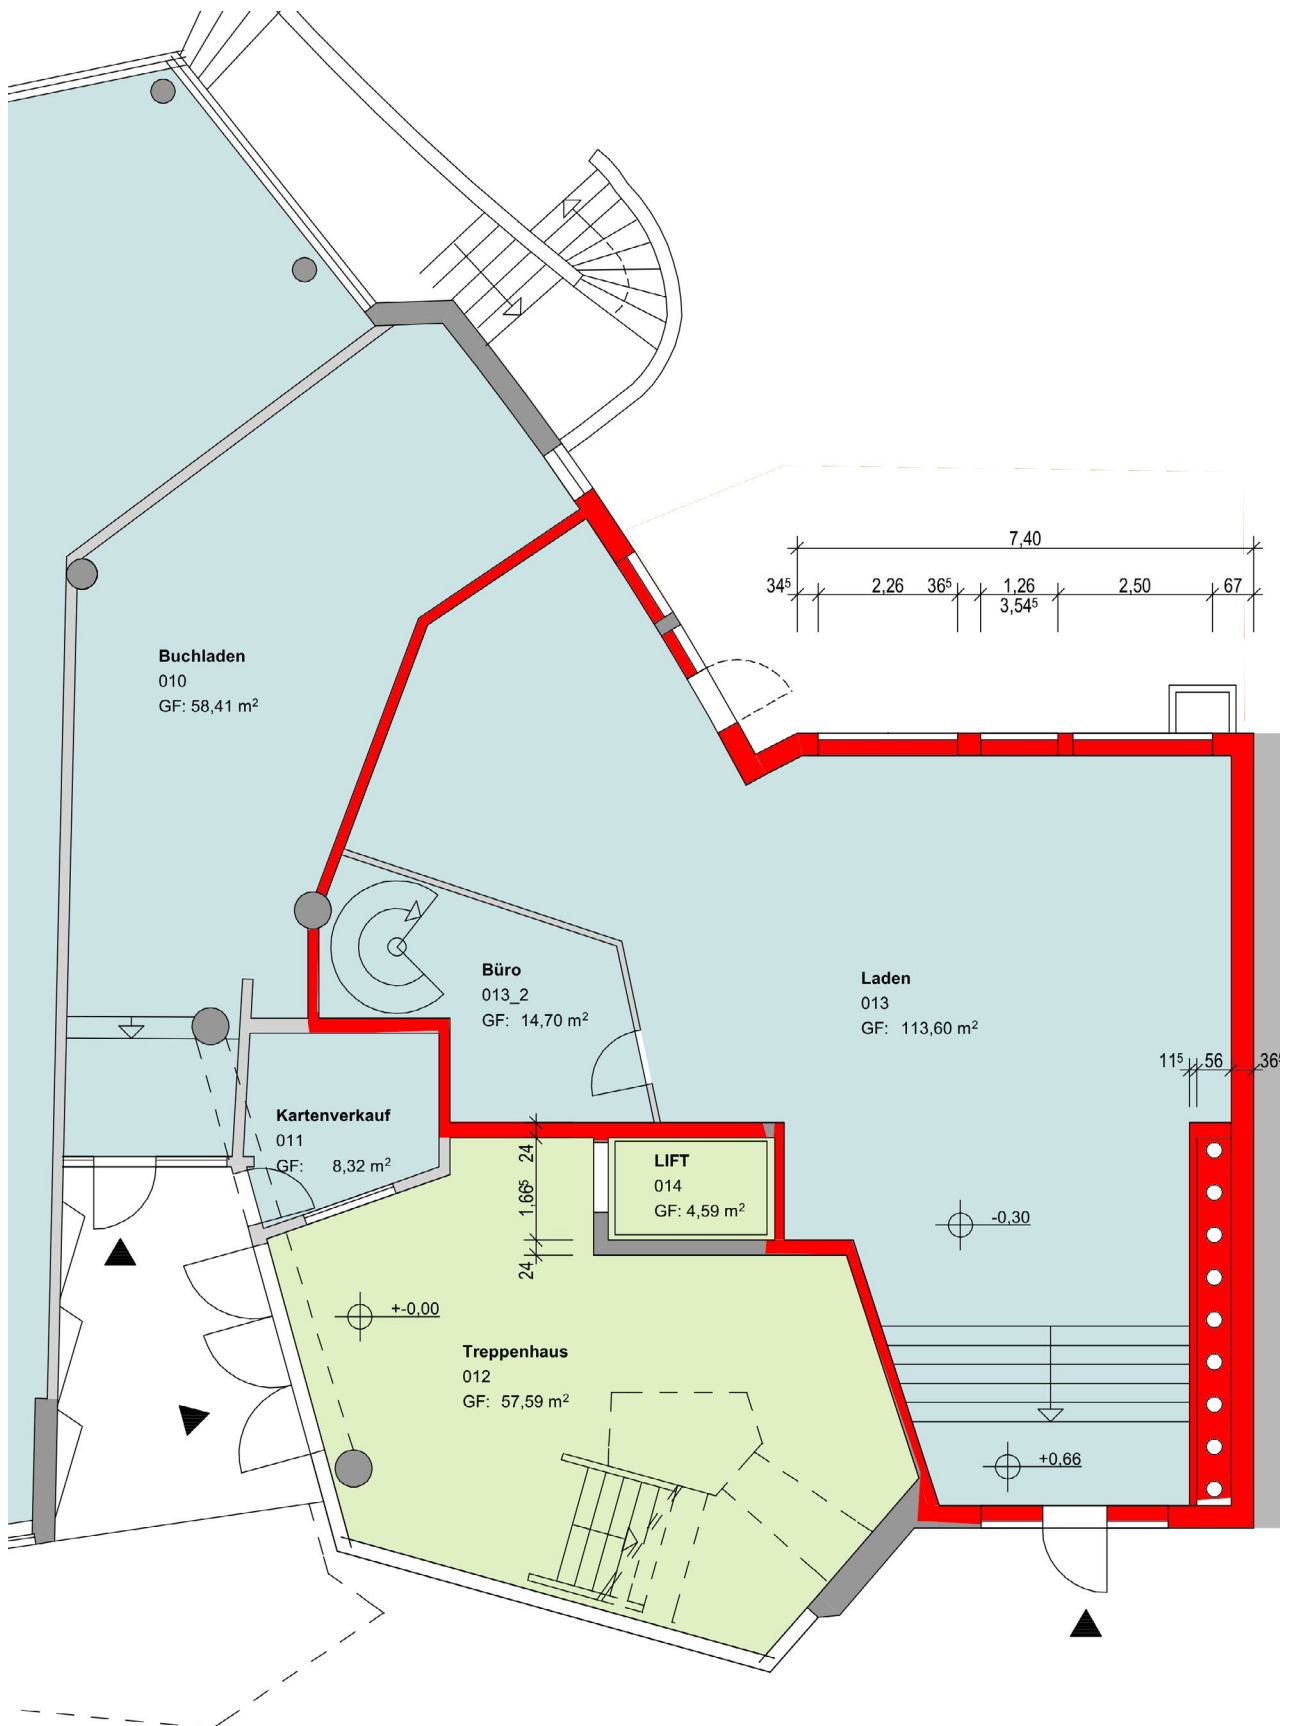 7,40
34⁵ 2,26 36⁵ 1,26 2,50 67
3,54⁵
Buchladen
010
GF: 58,41 m²
Büro
013_2
GF: 14,70 m²
Laden
013
GF: 113,60 m²
11⁵ 56 36⁵
Kartenverkauf
011
GF: 8,32 m²
24
1,66⁵
24
LIFT
014
GF: 4,59 m²
-0,30
+-0,00
Treppenhaus
012
GF: 57,59 m²
+0,66